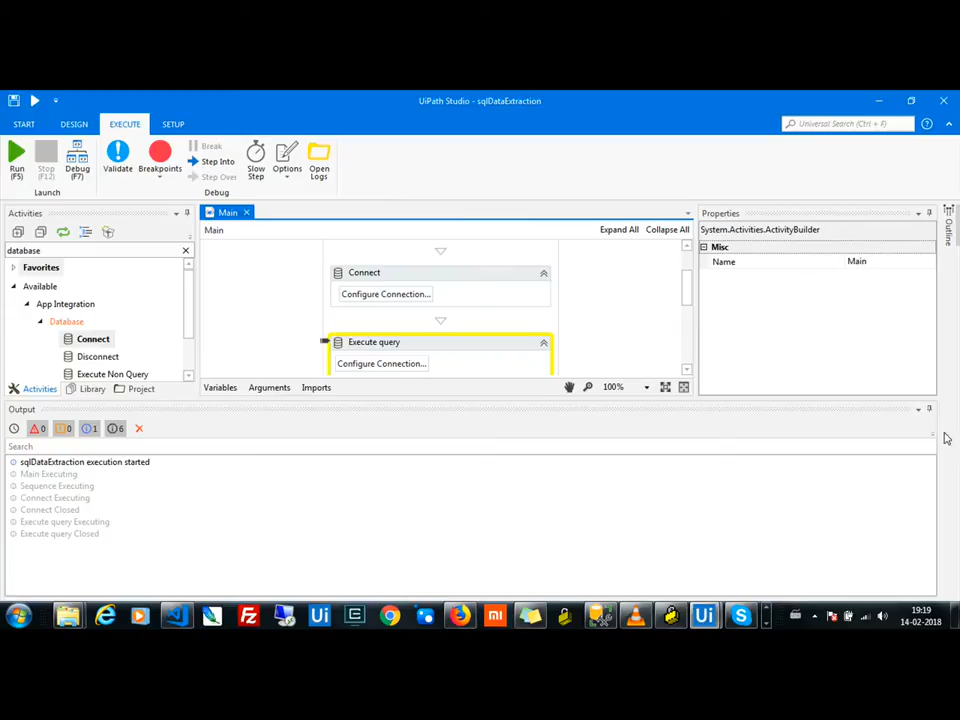 UiPath Studio - sqlDataExtraction
START DESIGN EXECUTE SETUP
Universal Search (Ctrl + F)
Run (F5)
Stop (F12)
Debug (F7)
Validate
Breakpoints
Break
Step Into
Step Over
Slow Step
Options
Open Logs
Launch
Debug
Activities
database
Favorites
Available
App Integration
Database
Connect
Disconnect
Execute Non Query
Activities Library Project
Main
Main
Expand All Collapse All
Connect
Configure Connection...
Execute query
Configure Connection...
Variables Arguments Imports
100%
Properties
System.Activities.ActivityBuilder
Misc
Name Main
Outline
Output
0 0 1 6
Search
sqlDataExtraction execution started
Main Executing
Sequence Executing
Connect Executing
Connect Closed
Execute query Executing
Execute query Closed
19:19
14-02-2018